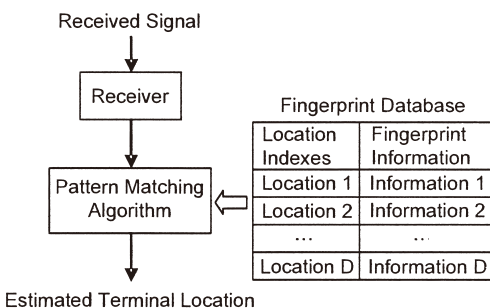 Received Signal
Receiver
Pattern Matching
Algorithm
Estimated Terminal Location
Fingerprint Database
Location Indexes Fingerprint Information
Location 1 Information 1
Location 2 Information 2
... ...
Location D Information D